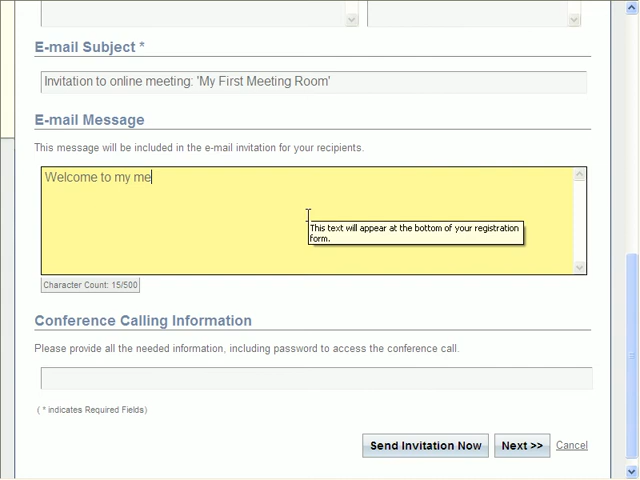 E-mail Subject *
Invitation to online meeting: 'My First Meeting Room'
E-mail Message
This message will be included in the e-mail invitation for your recipients.
Welcome to my me
This text will appear at the bottom of your registration
form.
Character Count: 15/500
Conference Calling Information
Please provide all the needed information, including password to access the conference call.
( * indicates Required Fields)
Send Invitation Now
Next >>
Cancel